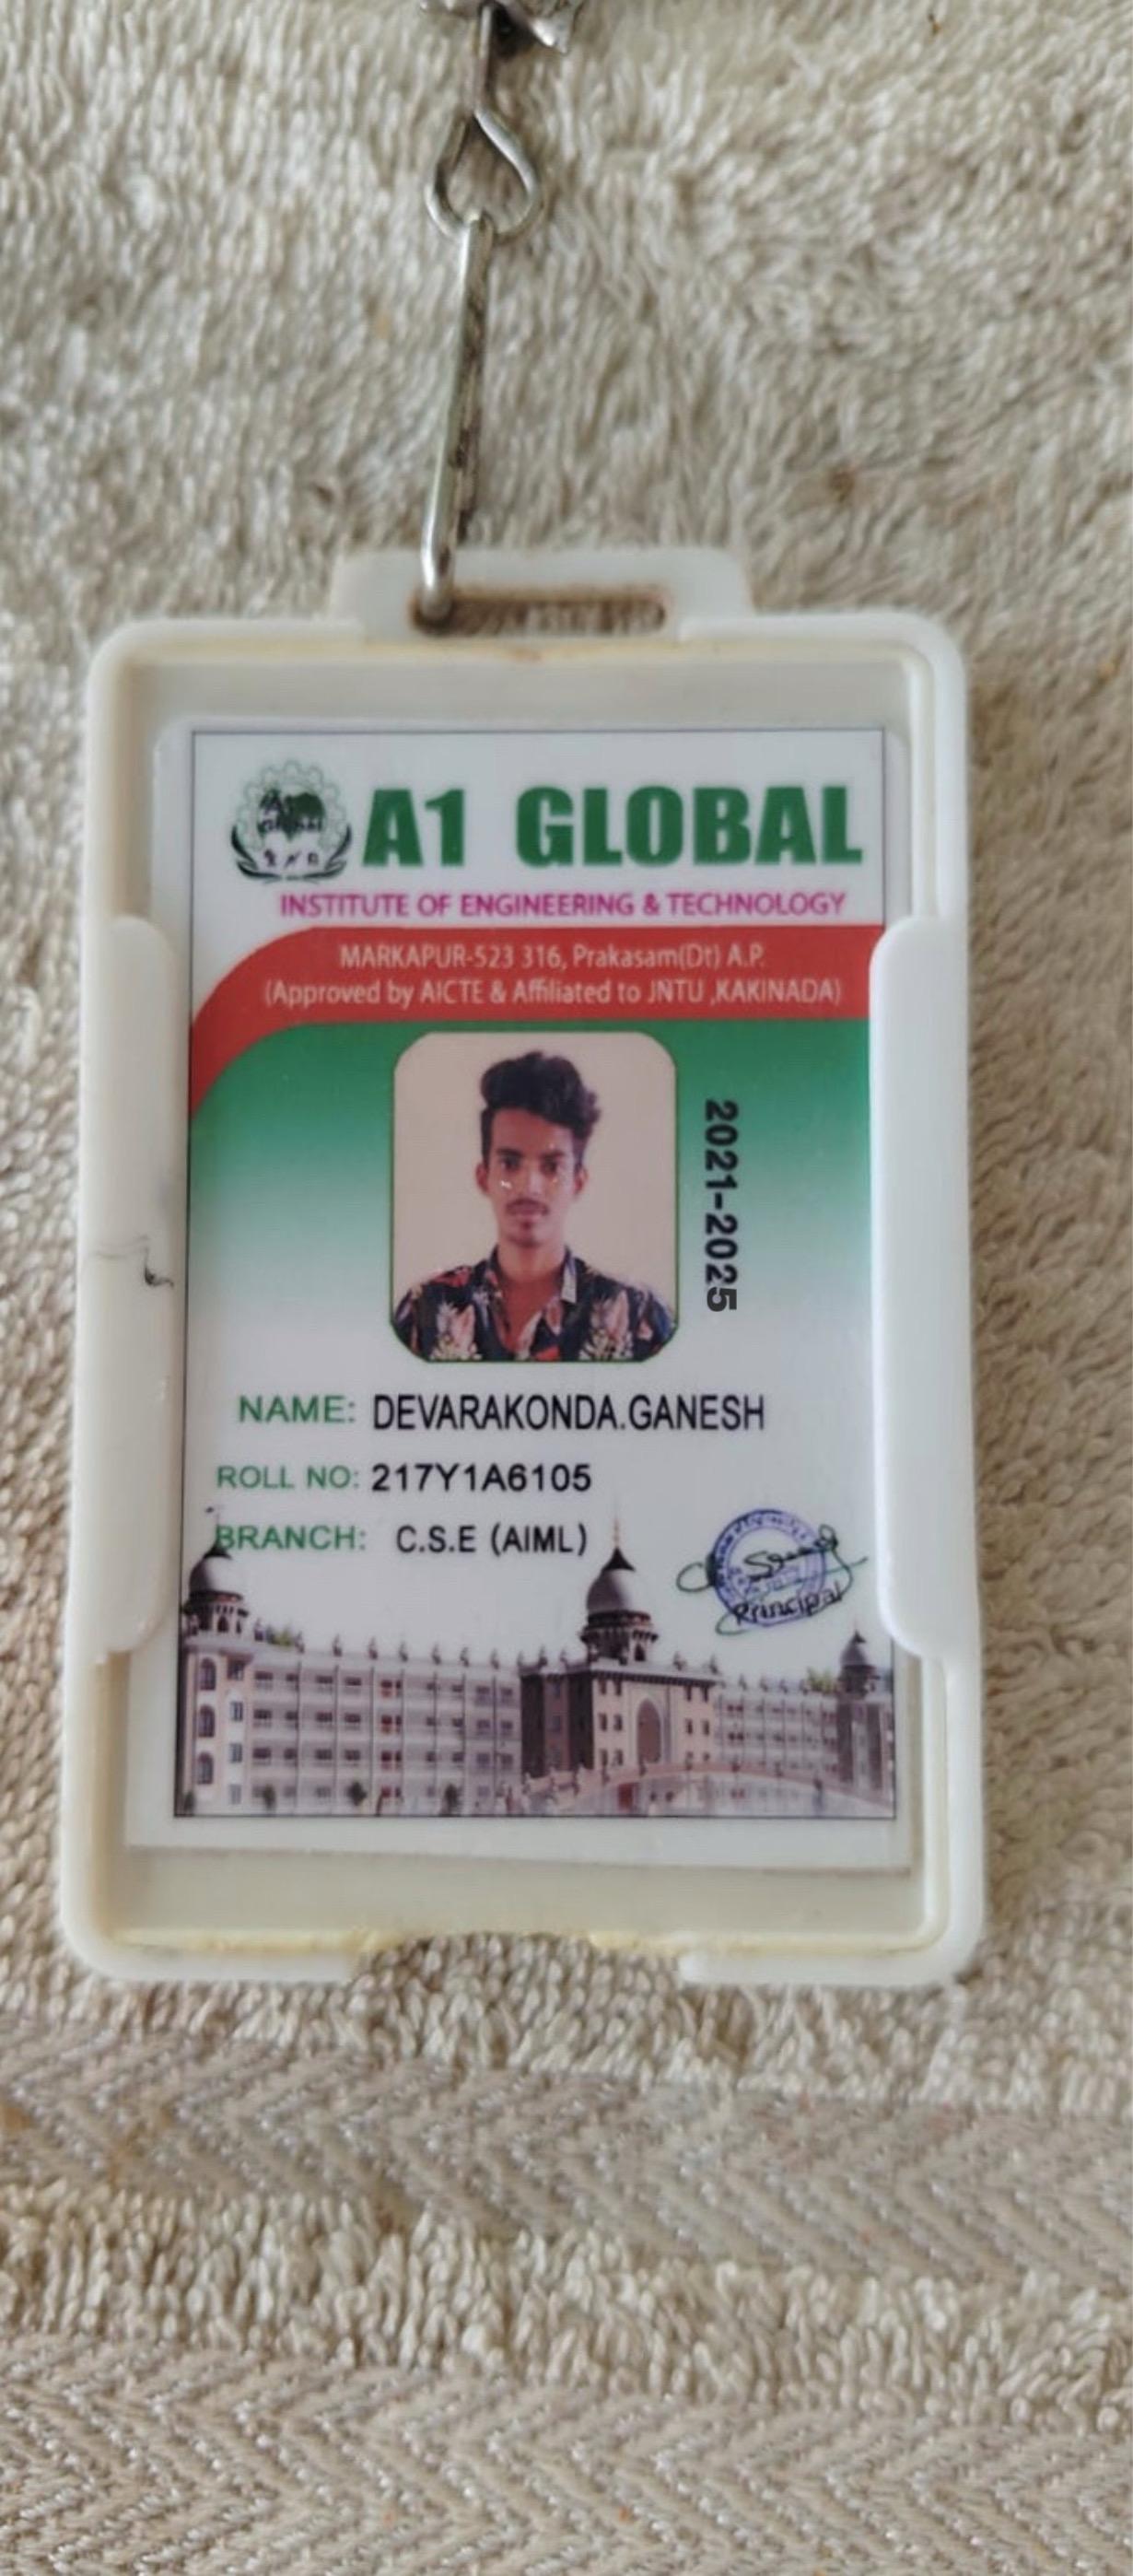 A1 GLOBAL
INSTITUTE OF ENGINEERING & TECHNOLOGY
MARKAPUR-523 316, Prakasam(Dt) A.P.
(Approved by AICTE & Affiliated to JNTU ,KAKINADA)
2021-2025
NAME: DEVARAKONDA.GANESH
ROLL NO: 217Y1A6105
BRANCH: C.S.E (AIML)
Principal